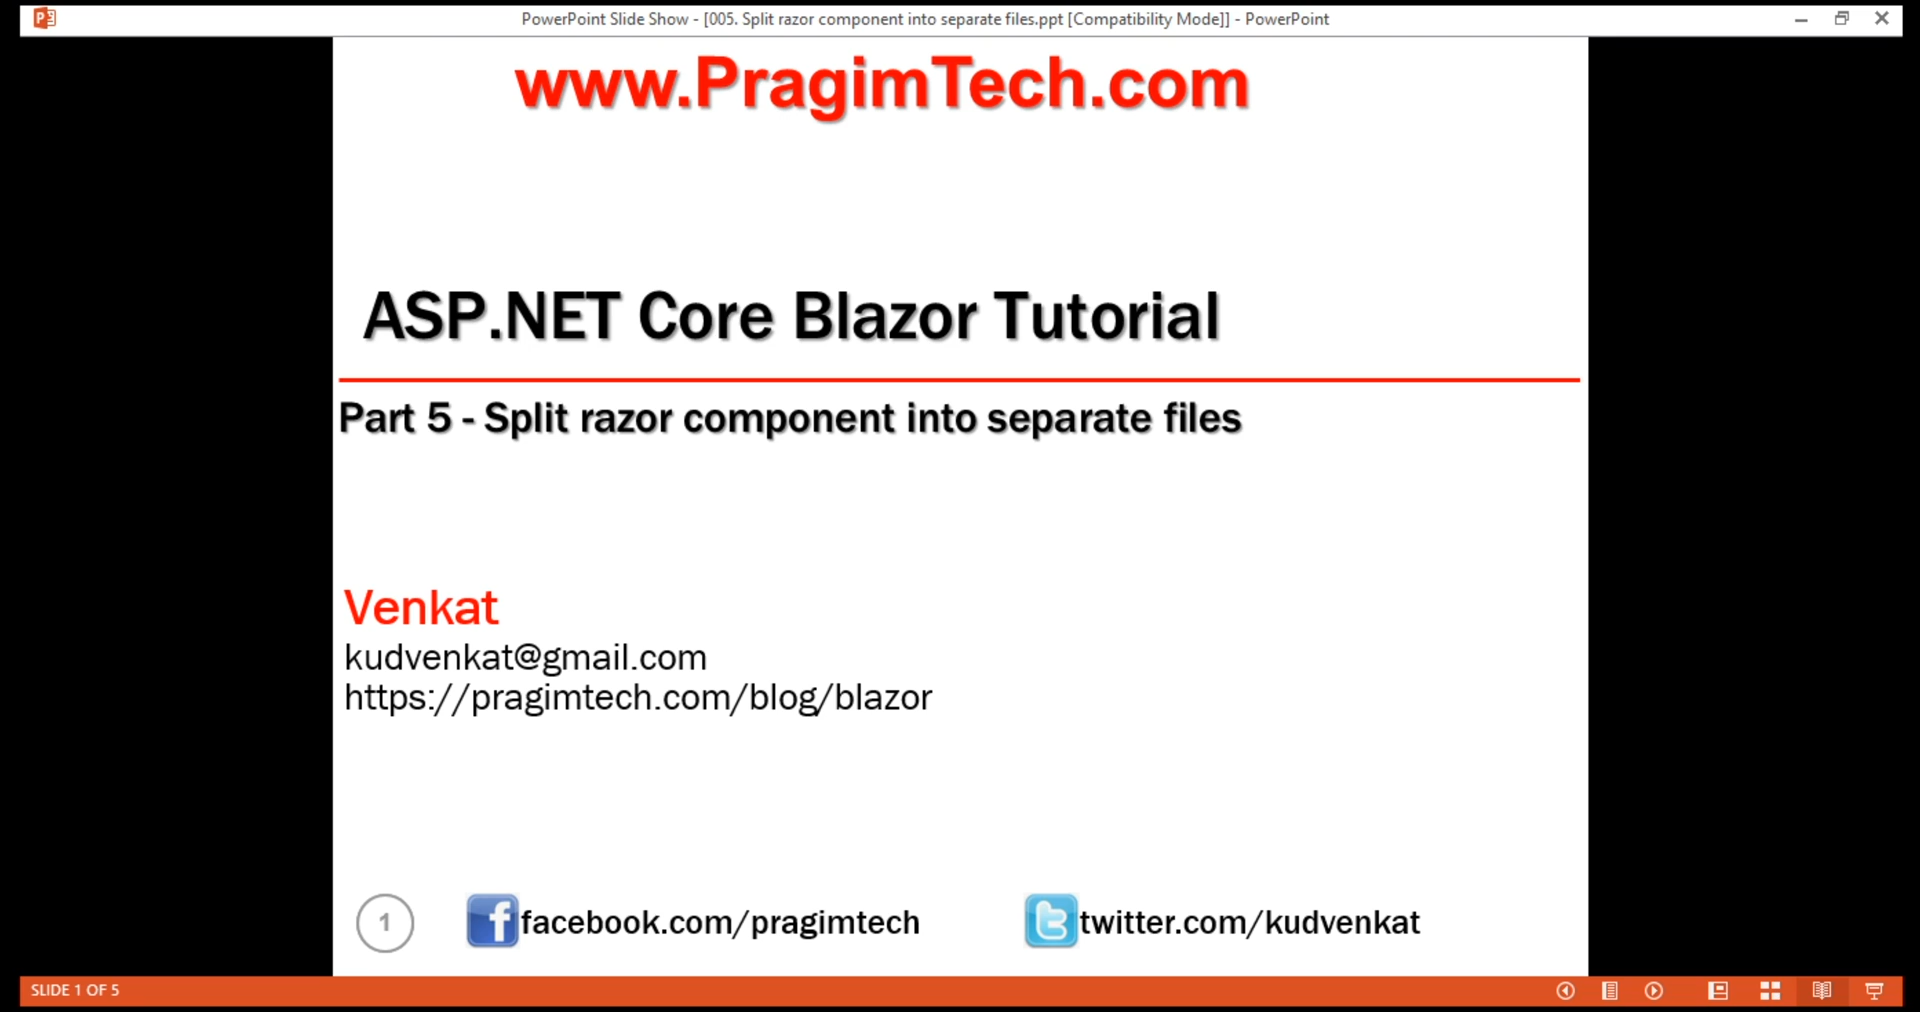 PowerPoint Slide Show - [005. Split razor component into separate files.ppt [Compatibility Mode]] - PowerPoint
www.PragimTech.com
ASP.NET Core Blazor Tutorial
Part 5 - Split razor component into separate files
Venkat
kudvenkat@gmail.com
https://pragimtech.com/blog/blazor
1
facebook.com/pragimtech
twitter.com/kudvenkat
SLIDE 1 OF 5